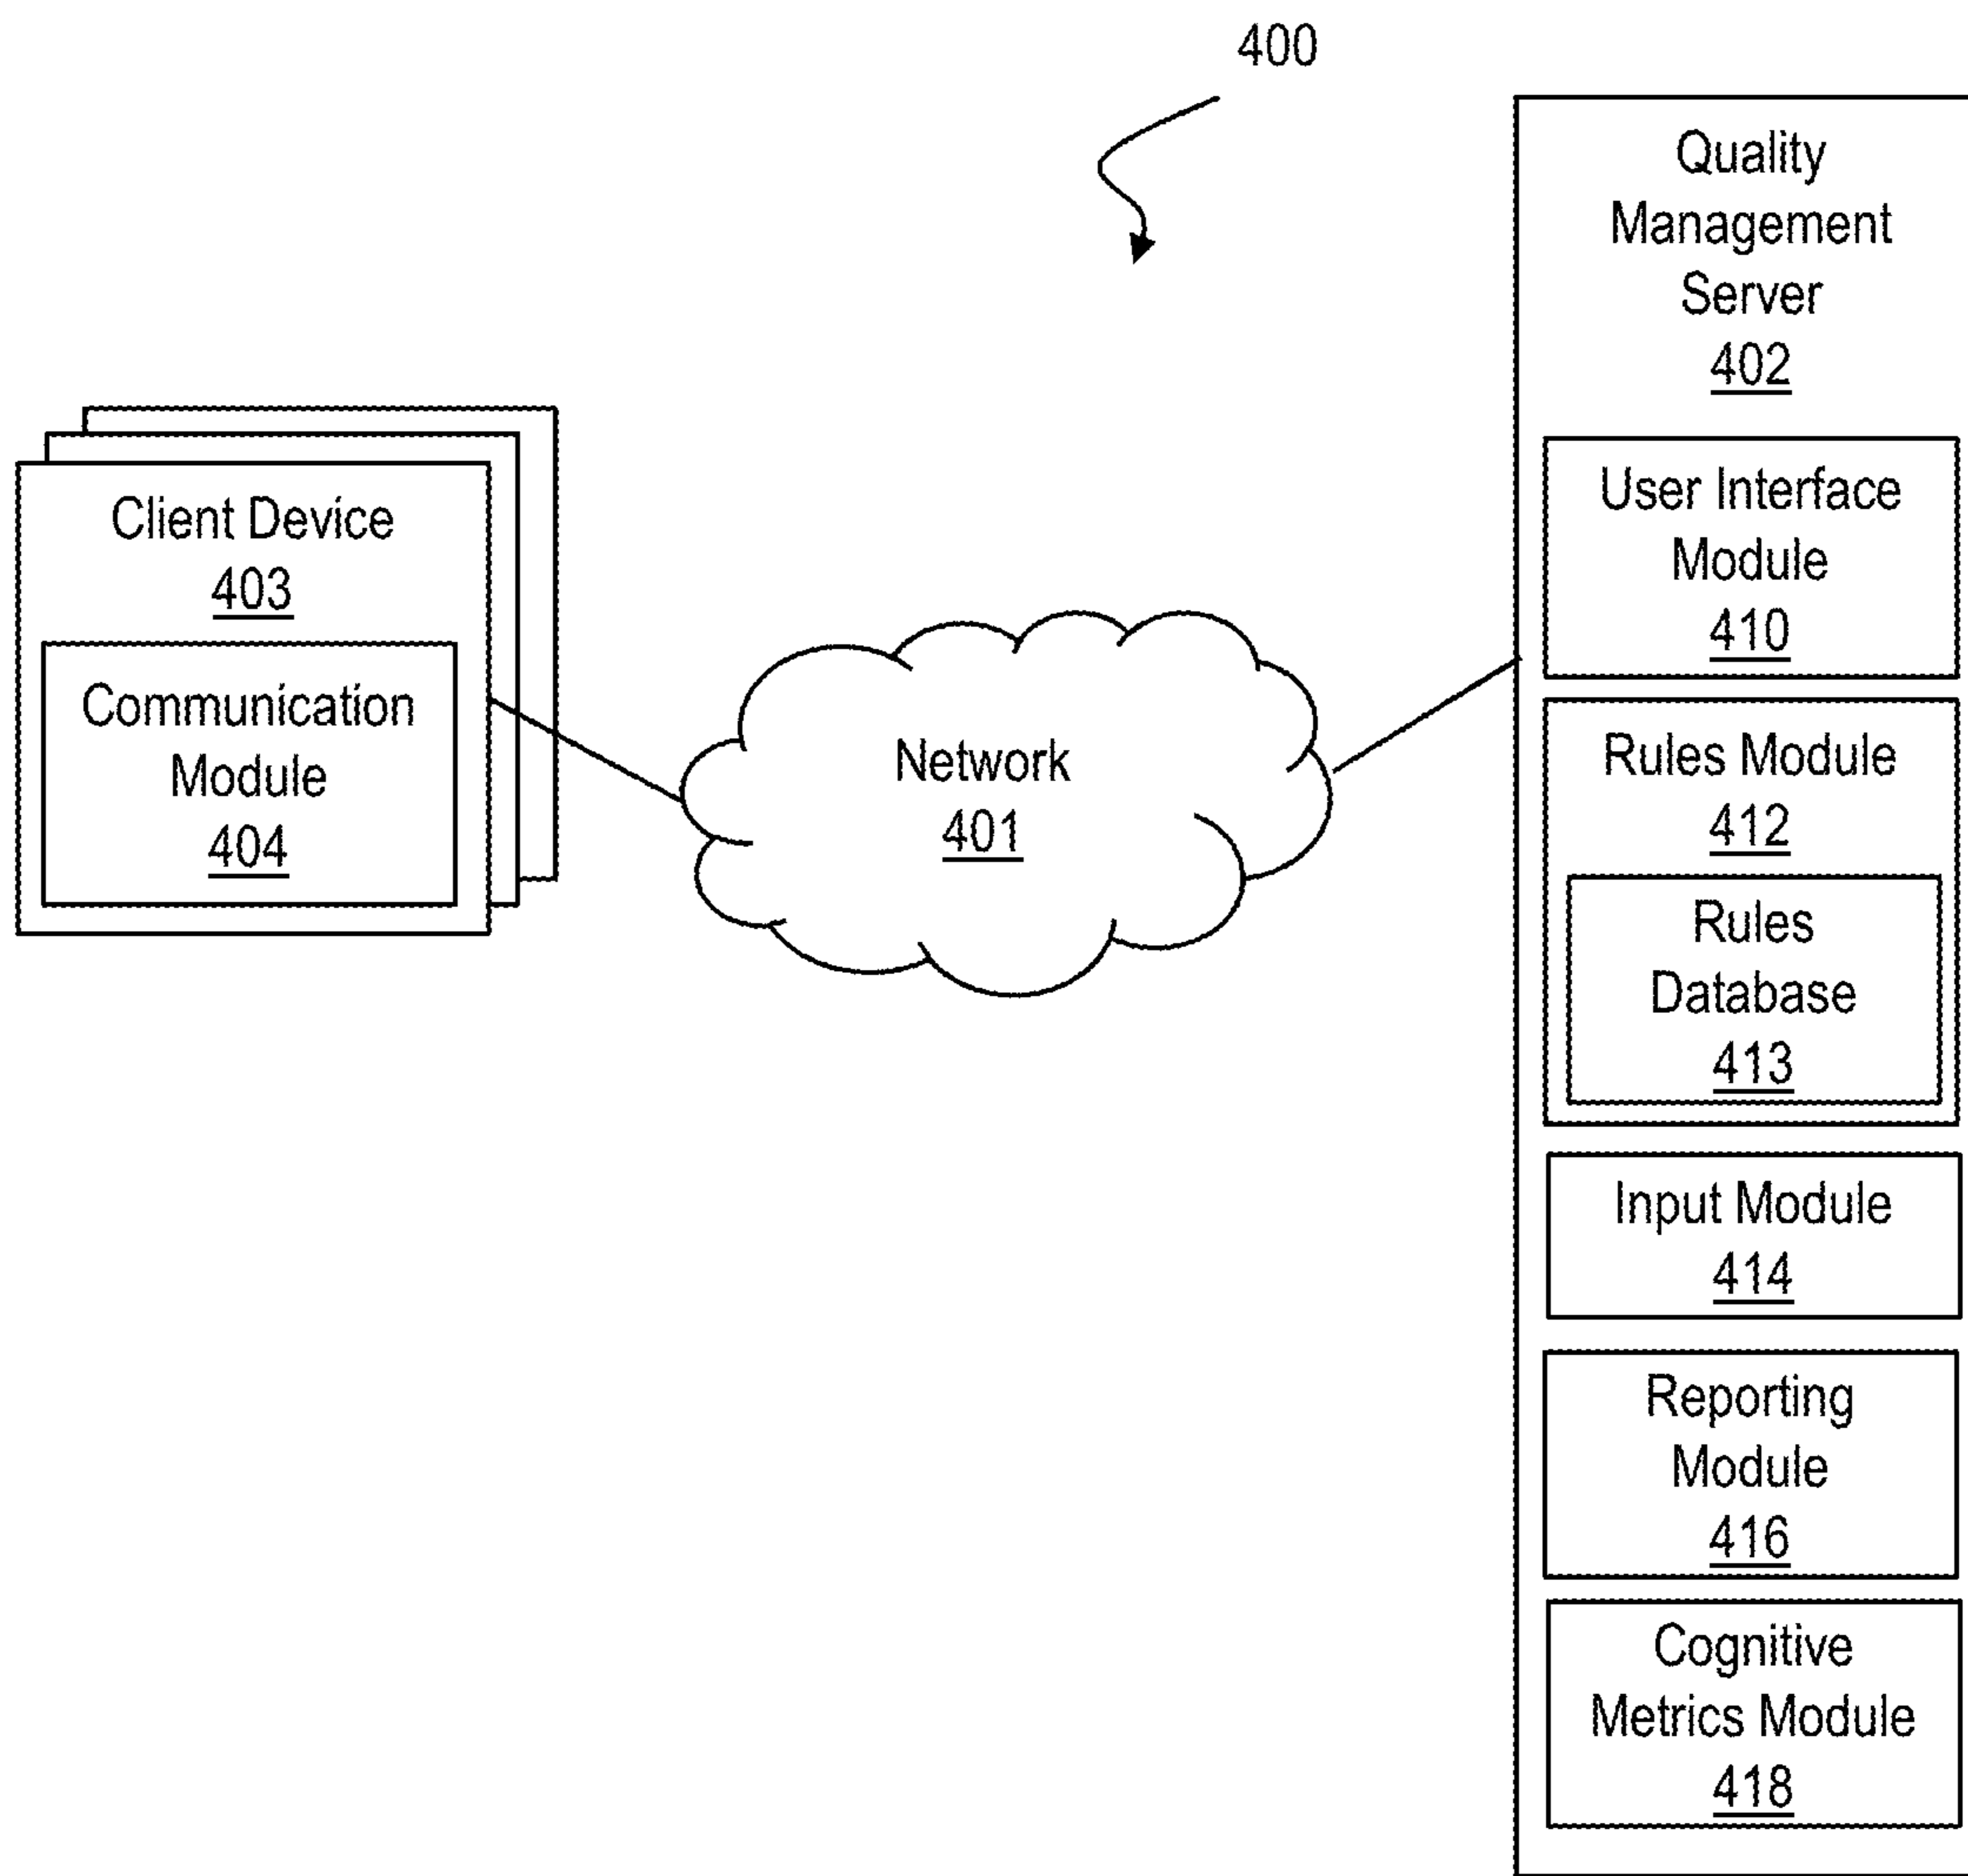 400
Quality
Management
Server
402
User Interface
Module
410
Rules Module
412
Rules
Database
413
Input Module
414
Reporting
Module
416
Cognitive
Metrics Module
418
Client Device
403
Communication
Module
404
Network
401